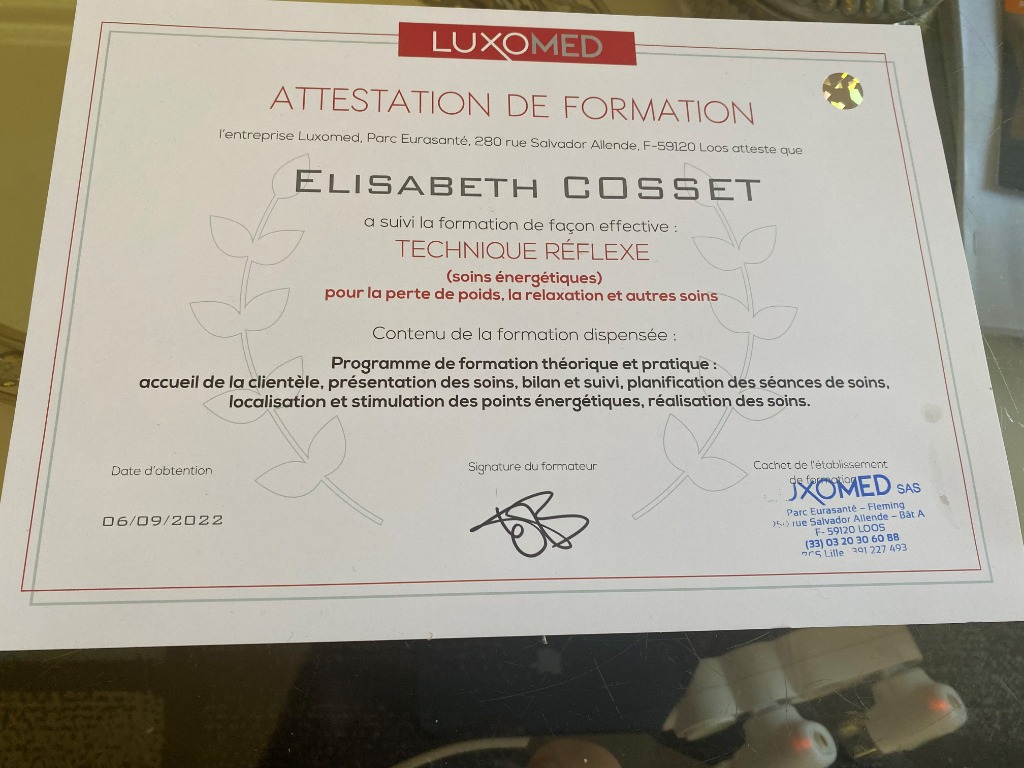 LUXOMED
ATTESTATION DE FORMATION
l'entreprise Luxomed, Parc Eurasanté, 280 rue Salvador Allende, F-59120 Loos atteste que
ELISABETH COSSET
a suivi la formation de façon effective :
TECHNIQUE RÉFLEXE
(soins énergétiques)
pour la perte de poids, la relaxation et autres soins
Contenu de la formation dispensée :
Programme de formation théorique et pratique :
accueil de la clientèle, présentation des soins, bilan et suivi, planification des séances de soins,
localisation et stimulation des points énergétiques, réalisation des soins.
Date d'obtention
06/09/2022
Signature du formateur
Cachet de l'établissement
de formation
UXOMED SAS
Parc Eurasanté - Fleming
rue Salvador Allende - Bât A
F- 59120 LOOS
(33) 03 20 30 60 88
Lille 391 227 493